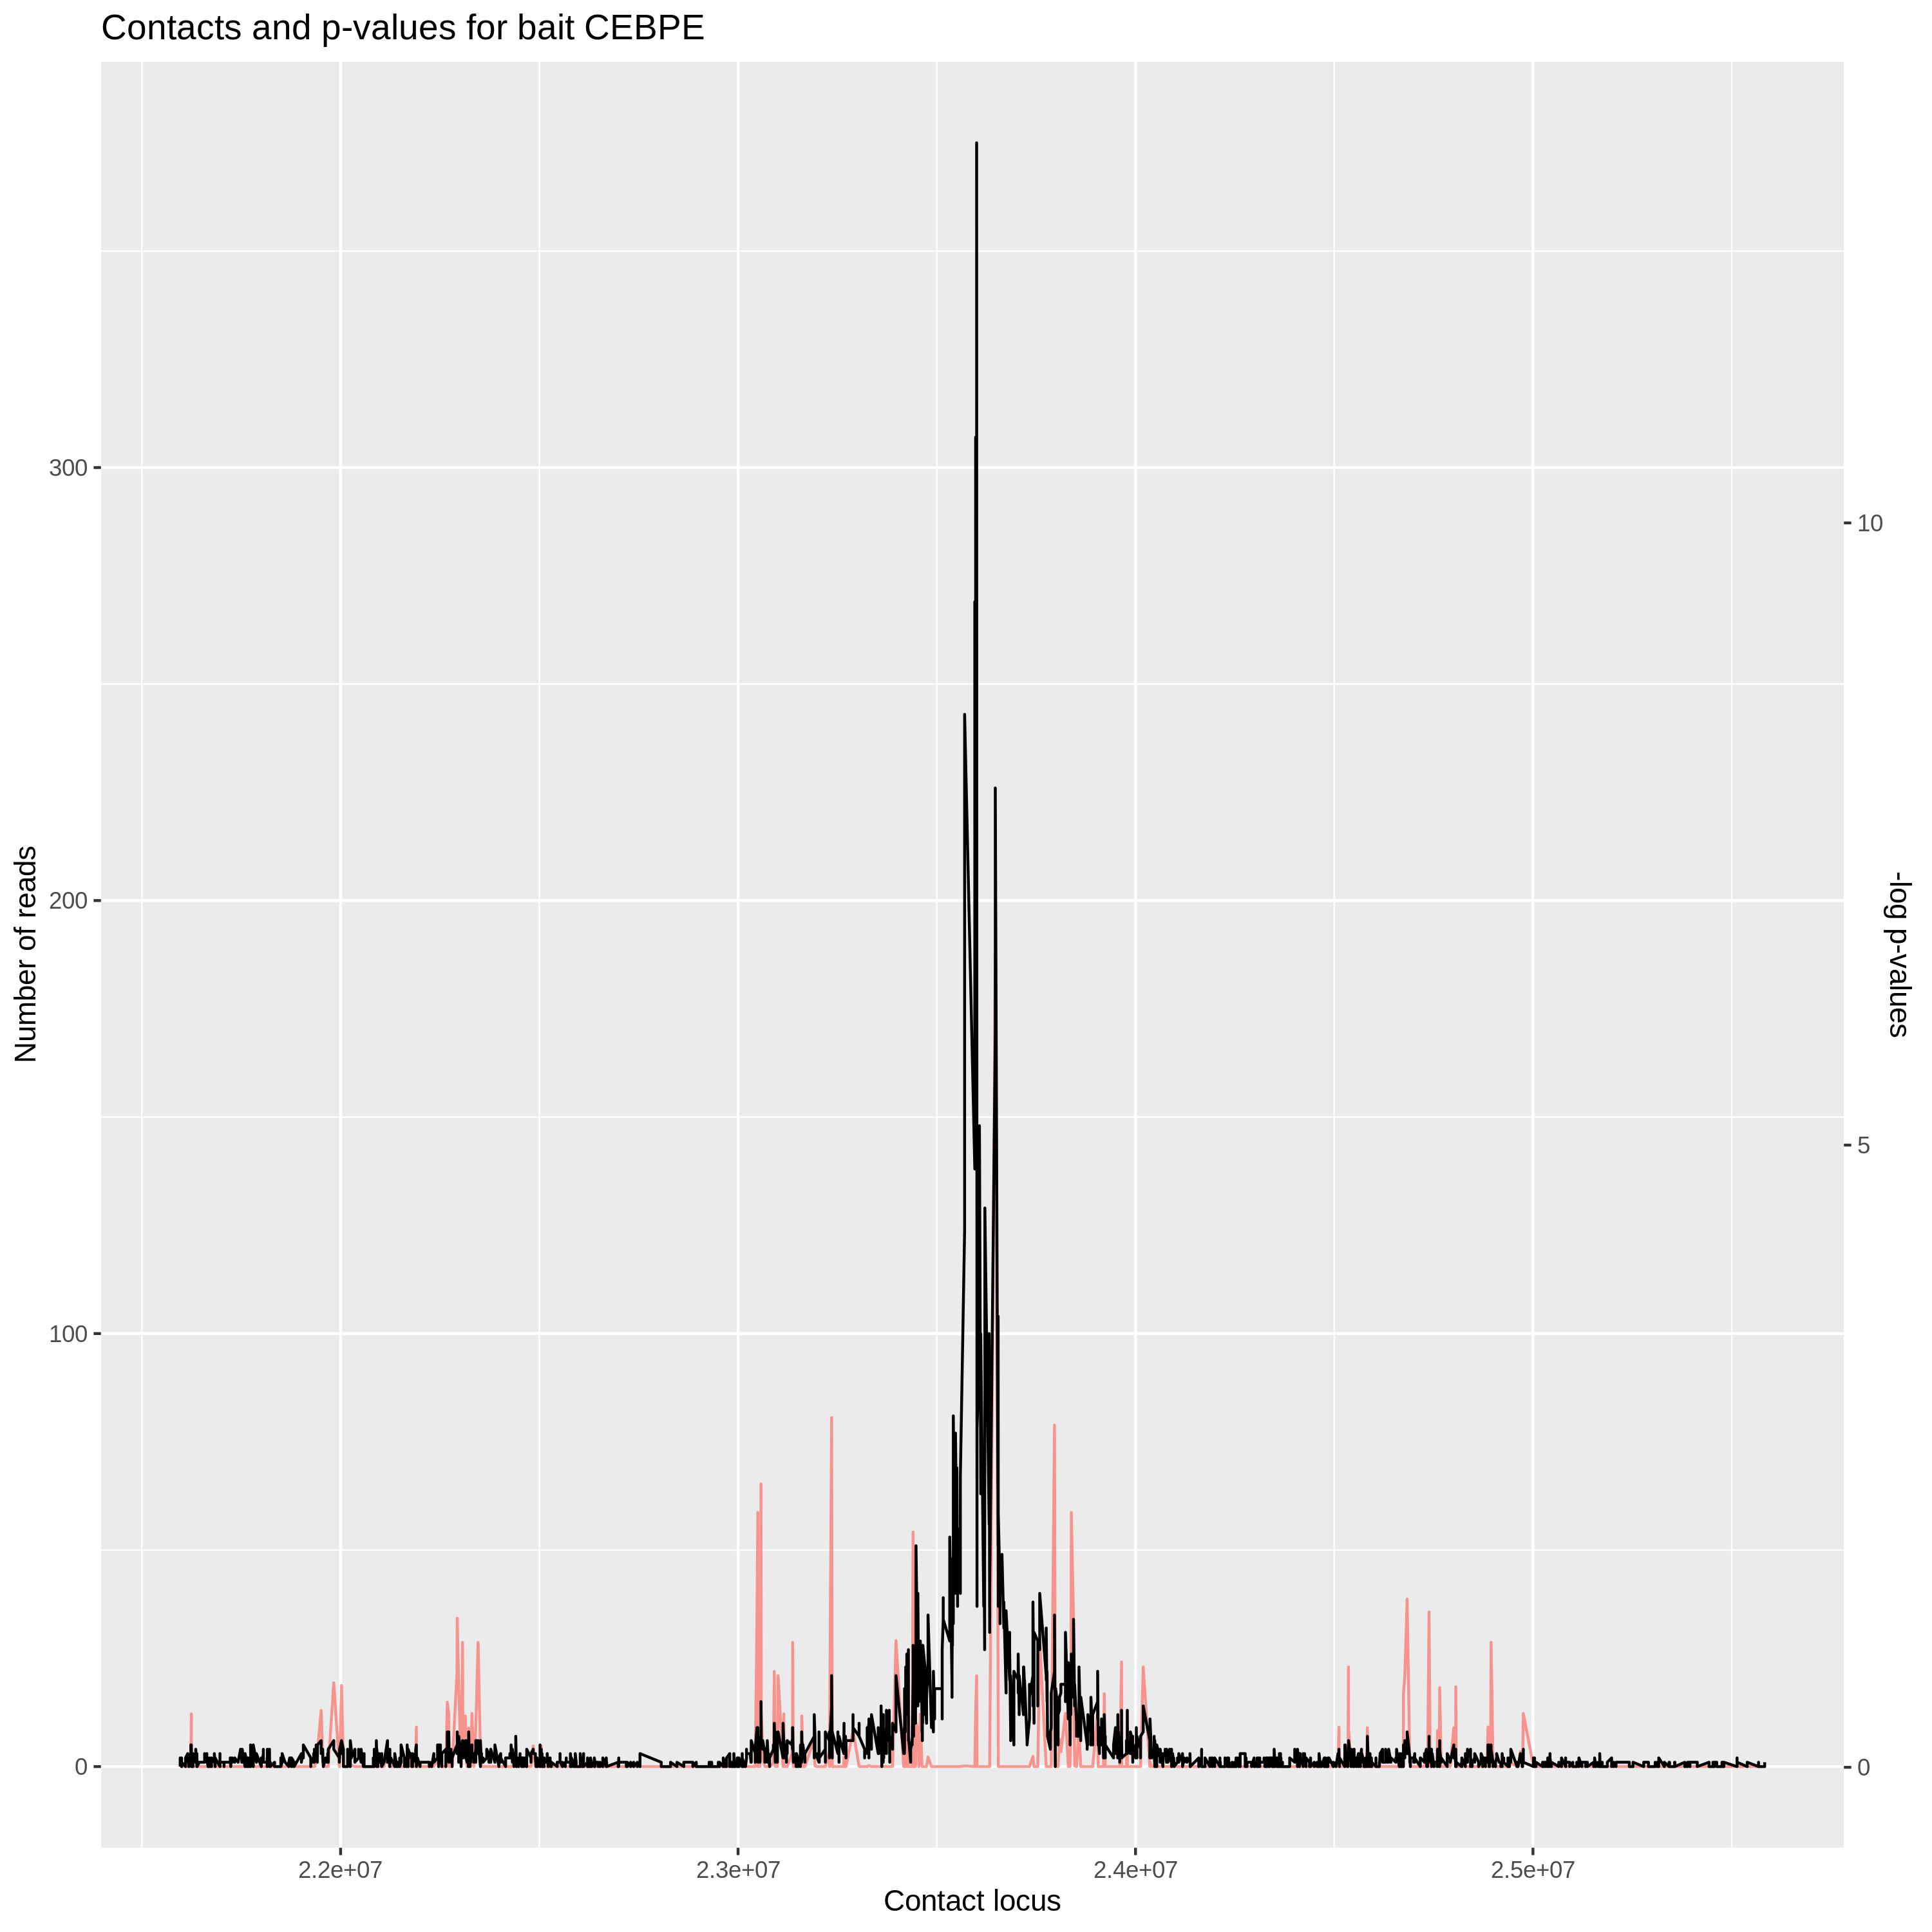 Contacts and p-values for bait CEBPE
Number of reads
300
200
100
0
10
5
0
-log p-values
2.2e+07
2.3e+07
2.4e+07
2.5e+07
Contact locus